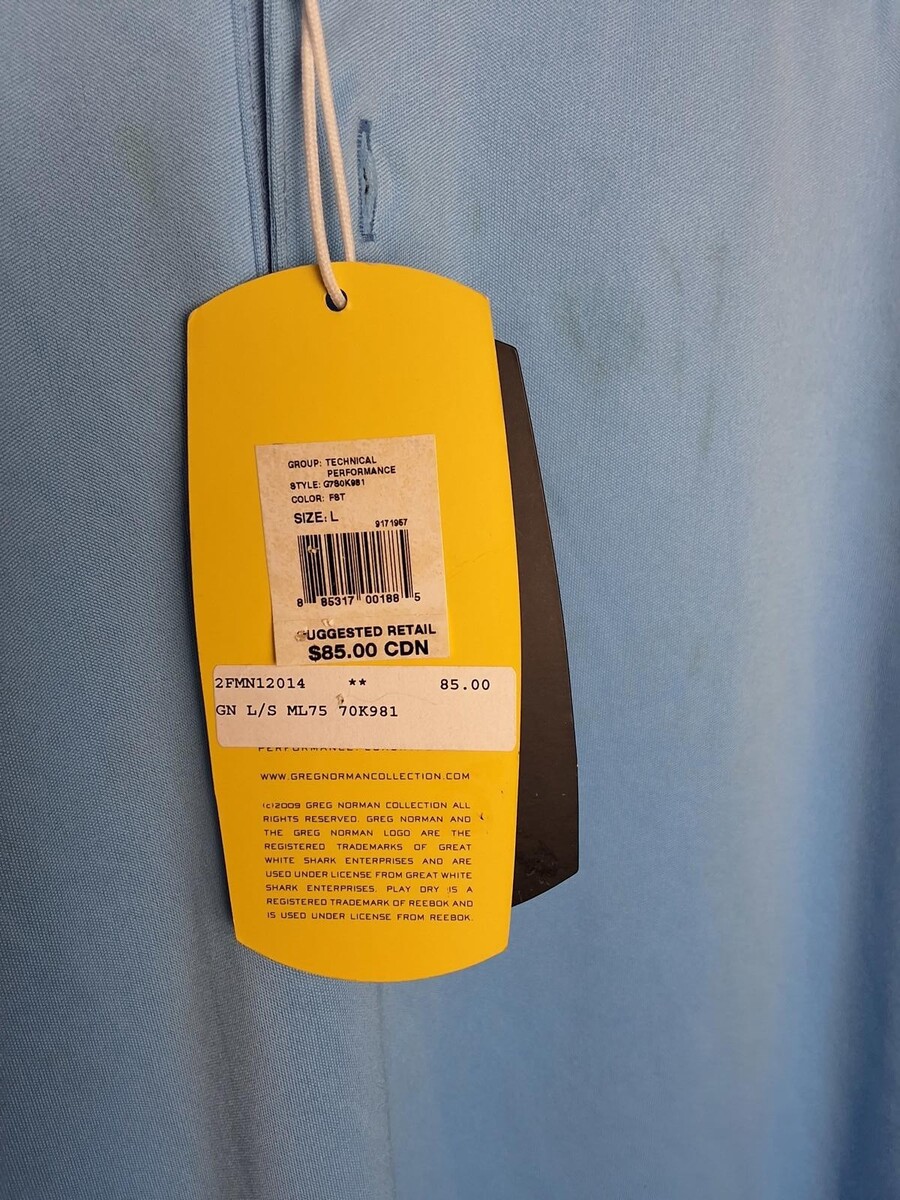 GROUP: TECHNICAL
PERFORMANCE
STYLE: G7S0K981
COLOR: FST
SIZE: L
9171967
8 85317 00188 5
SUGGESTED RETAIL
$85.00 CDN
2FMN12014 ** 85.00
GN L/S ML75 70K981
WWW.GREGNORMANCOLLECTION.COM
(c)2009 GREG NORMAN COLLECTION ALL
RIGHTS RESERVED. GREG NORMAN AND
THE GREG NORMAN LOGO ARE THE
REGISTERED TRADEMARKS OF GREAT
WHITE SHARK ENTERPRISES AND ARE
USED UNDER LICENSE FROM GREAT WHITE
SHARK ENTERPRISES. PLAY DRY IS A
REGISTERED TRADEMARK OF REEBOK AND
IS USED UNDER LICENSE FROM REEBOK.